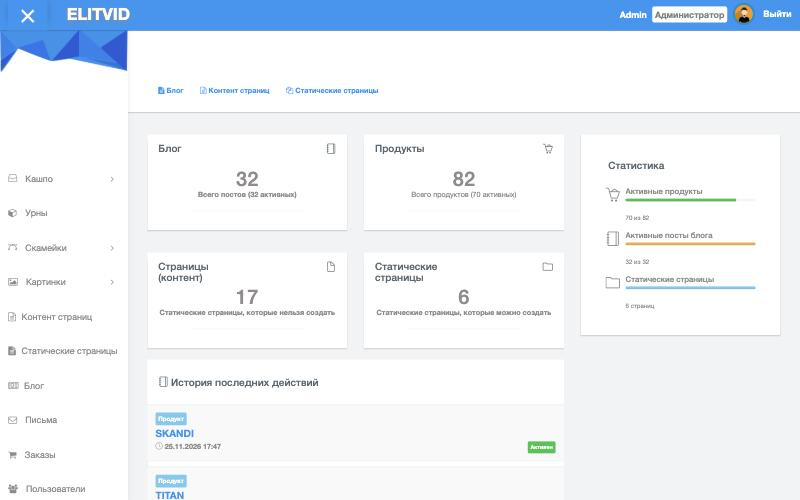 ELITVID
Admin Администратор Выйти
Блог Контент страниц Статические страницы
Кашпо
Урны
Скамейки
Картинки
Контент страниц
Статические страницы
Блог
Письма
Заказы
Пользователи
Блог
32
Всего постов (32 активных)
Продукты
82
Всего продуктов (70 активных)
Страницы
(контент)
17
Статические страницы, которые нельзя создать
Статические
страницы
6
Статические страницы, которые можно создать
Статистика
Активные продукты
70 из 82
Активные посты блога
32 из 32
Статические страницы
6 страниц
История последних действий
Продукт
SKANDI
25.11.2026 17:47
Активен
Продукт
TITAN